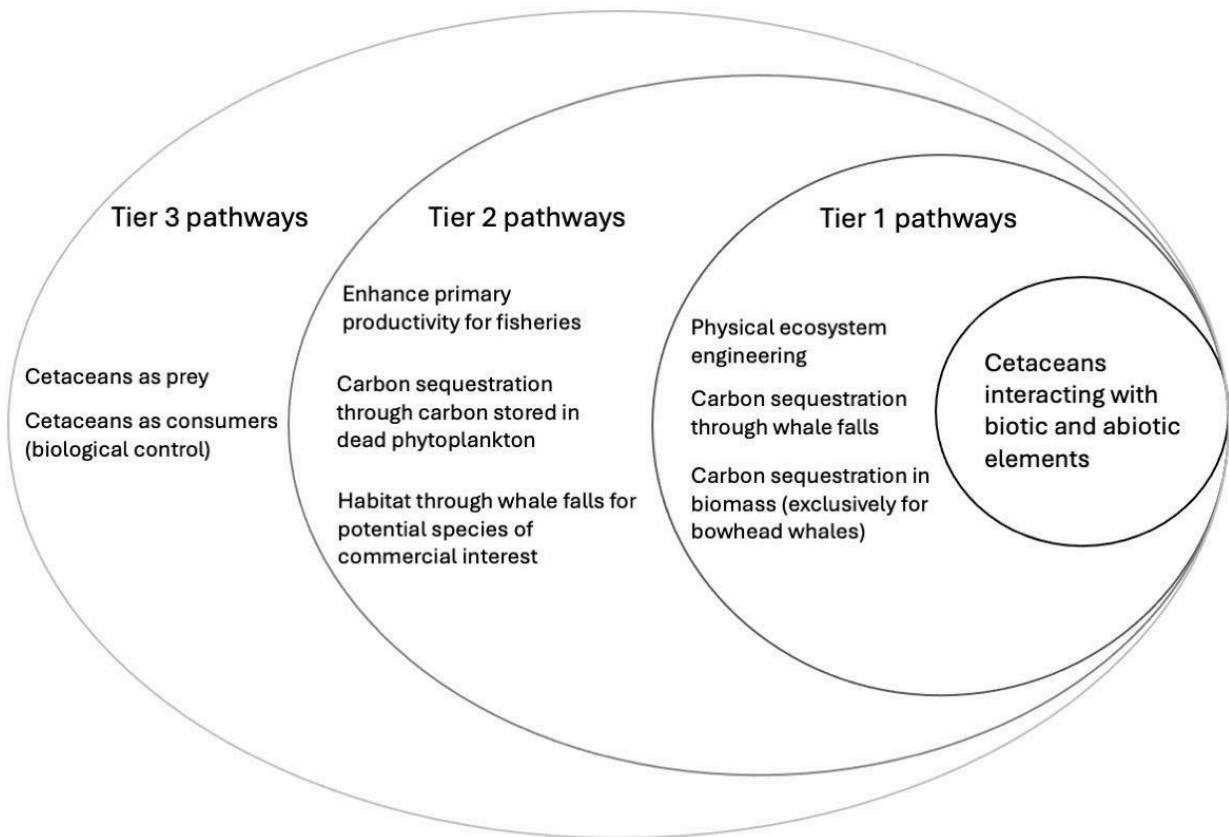 Tier 3 pathways
Cetaceans as prey
Cetaceans as consumers
(biological control)
Tier 2 pathways
Enhance primary
productivity for fisheries
Carbon sequestration
through carbon stored in
dead phytoplankton
Habitat through whale falls for
potential species of
commercial interest
Tier 1 pathways
Physical ecosystem
engineering
Carbon sequestration
through whale falls
Carbon sequestration in
biomass (exclusively for
bowhead whales)
Cetaceans
interacting with
biotic and abiotic
elements